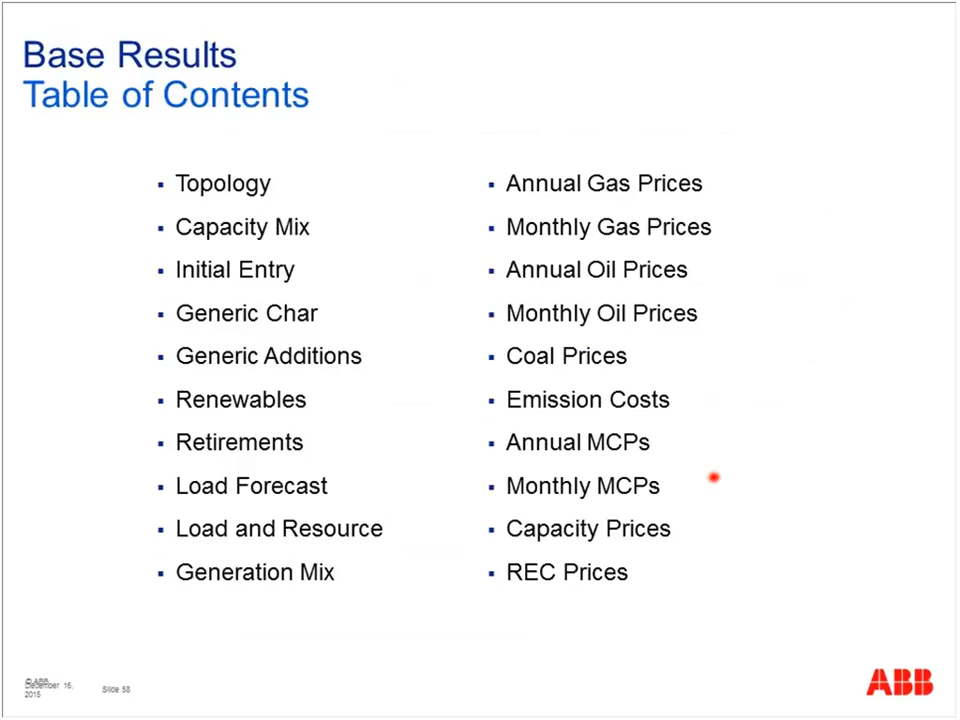 Base Results
Table of Contents
▪ Topology
▪ Capacity Mix
▪ Initial Entry
▪ Generic Char
▪ Generic Additions
▪ Renewables
▪ Retirements
▪ Load Forecast
▪ Load and Resource
▪ Generation Mix
▪ Annual Gas Prices
▪ Monthly Gas Prices
▪ Annual Oil Prices
▪ Monthly Oil Prices
▪ Coal Prices
▪ Emission Costs
▪ Annual MCPs
▪ Monthly MCPs
▪ Capacity Prices
▪ REC Prices
© ABB
December 16,
2015
Slide 58
ABB